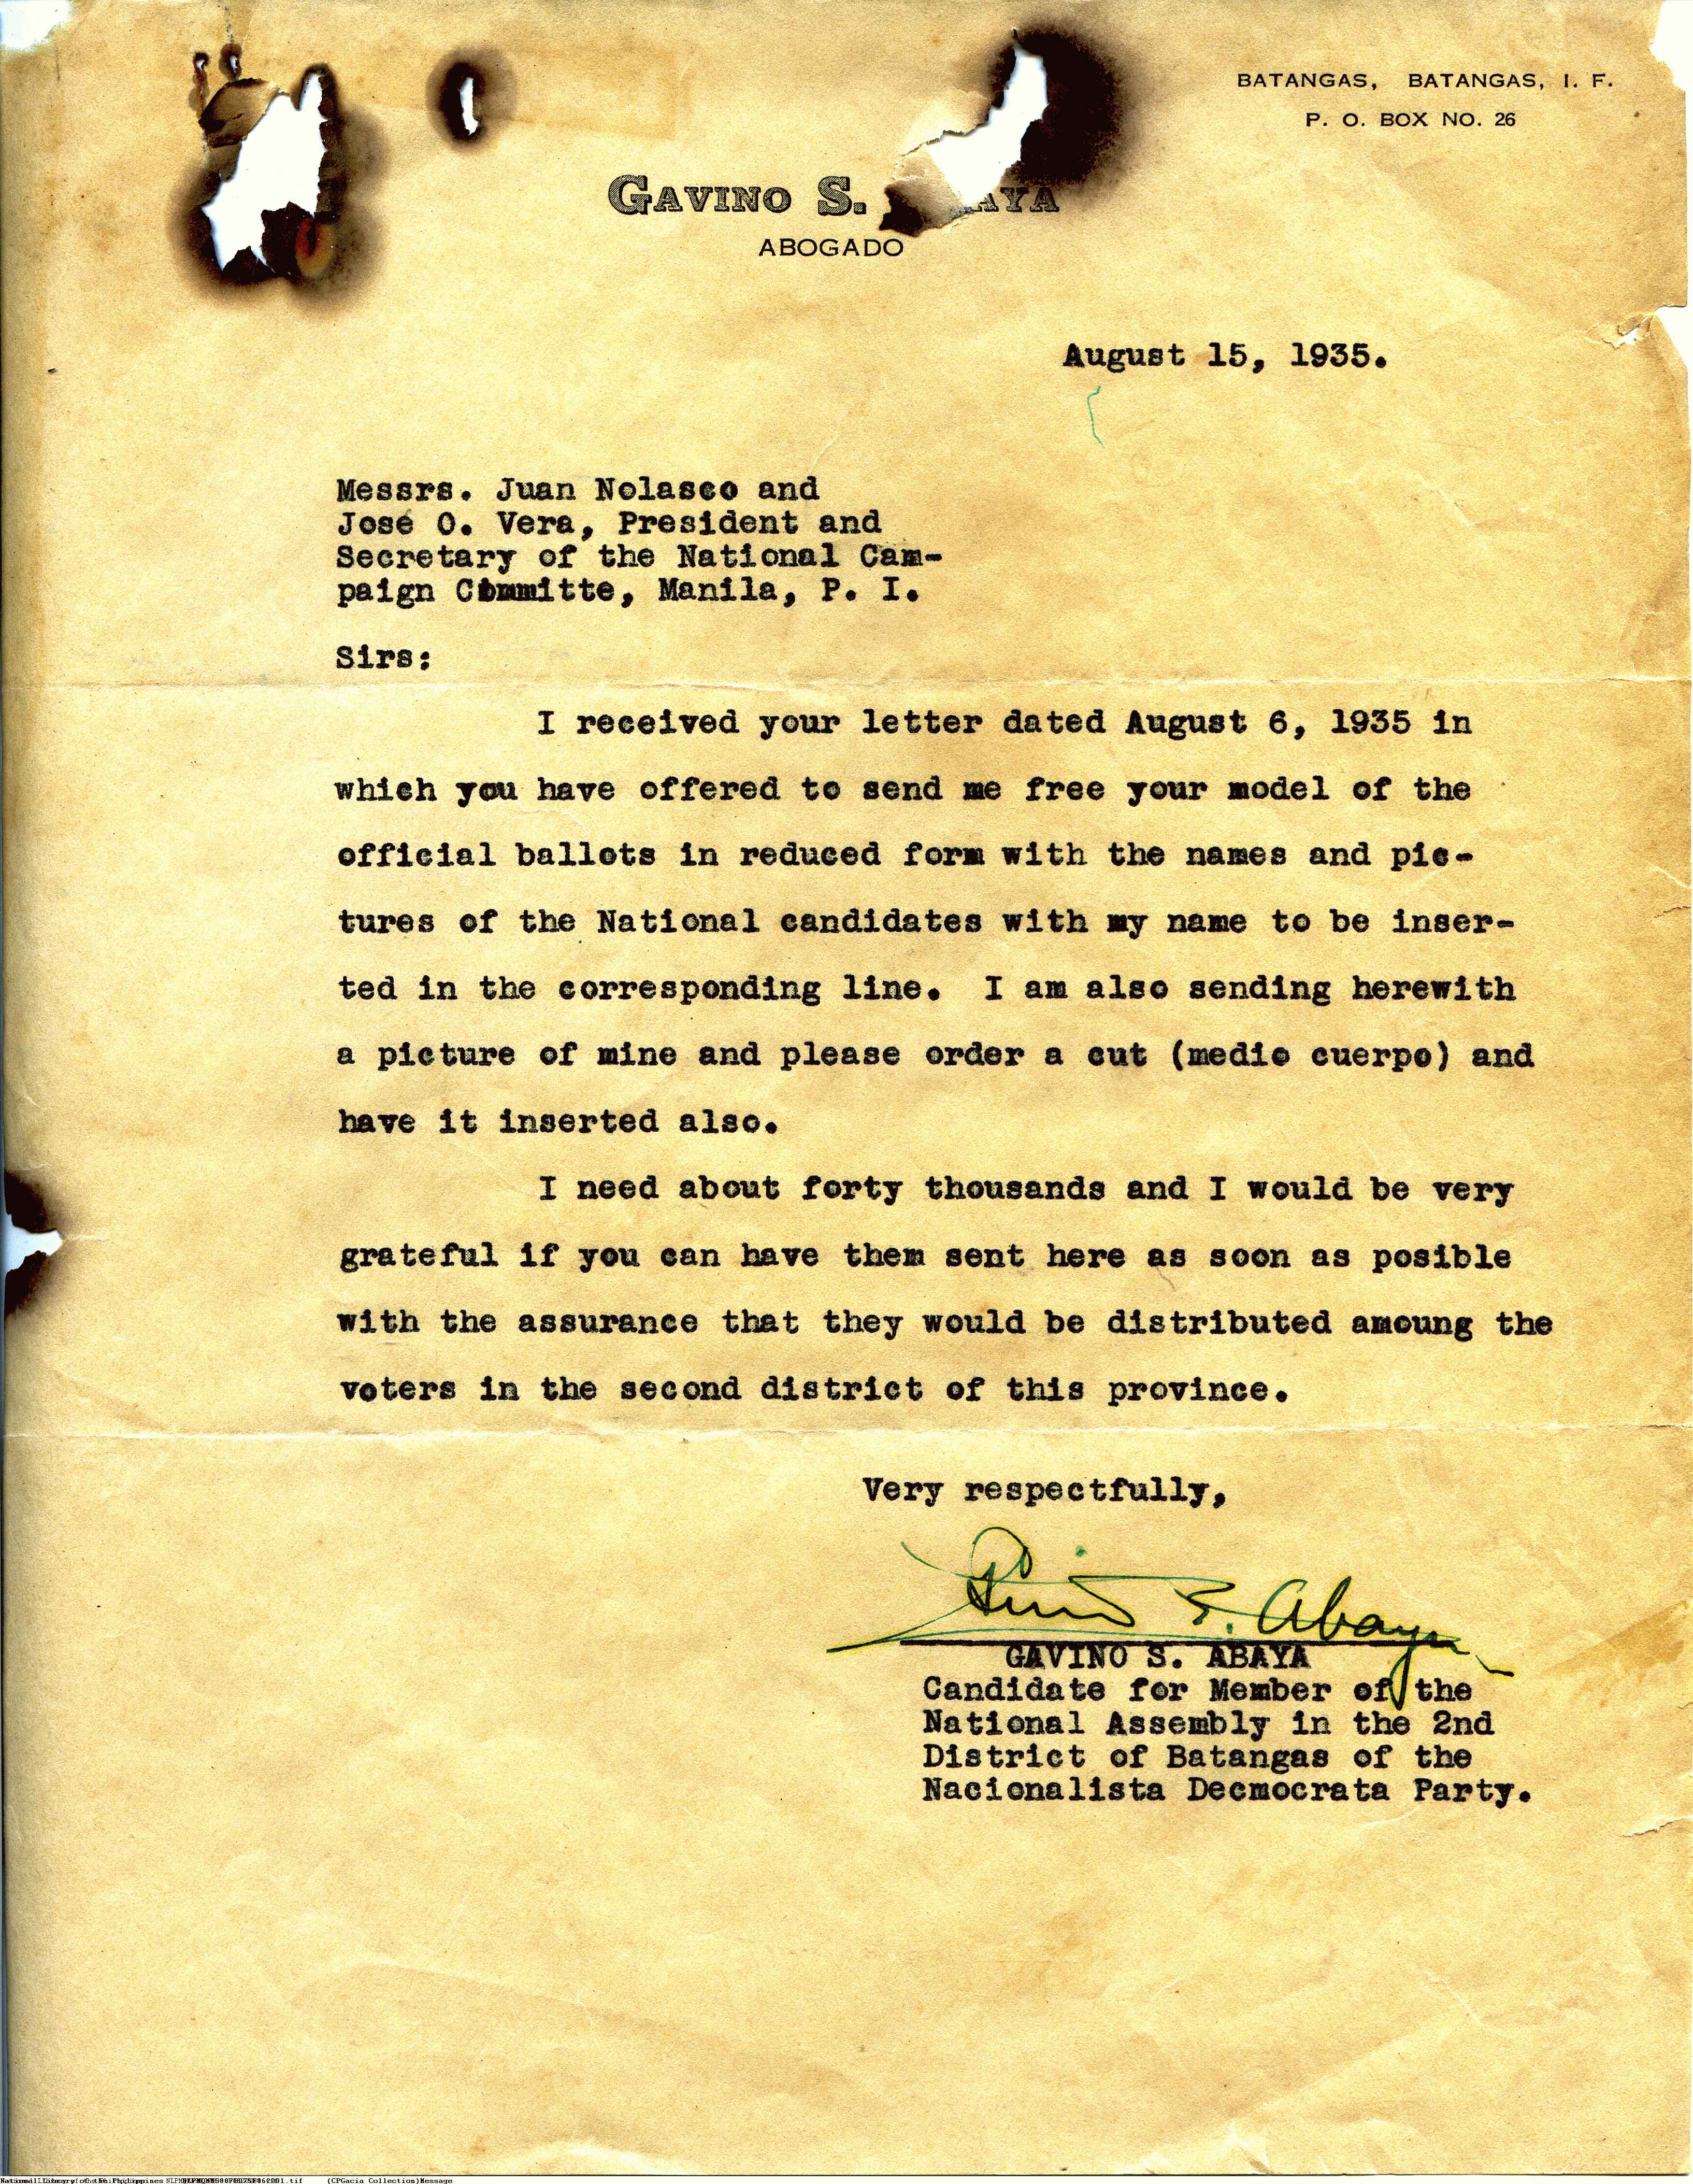 BATANGAS, BATANGAS, I. F.
P. O. BOX NO. 26
GAVINO S. AYA
ABOGADO
August 15, 1935.
Messrs. Juan Nolasco and
José O. Vera, President and
Secretary of the National Cam-
paign Committe, Manila, P. I.
Sirs:
I received your letter dated August 6, 1935 in
which you have offered to send me free your model of the
official ballots in reduced form with the names and pic-
tures of the National candidates with my name to be inser-
ted in the corresponding line. I am also sending herewith
a picture of mine and please order a cut (medio cuerpo) and
have it inserted also.
I need about forty thousands and I would be very
grateful if you can have them sent here as soon as posible
with the assurance that they would be distributed amoung the
voters in the second district of this province.
Very respectfully,
S. Abaya
GAVINO S. ABAYA
Candidate for Member of the
National Assembly in the 2nd
District of Batangas of the
Nacionalista Decmocrata Party.
(CPGacia Collection)Message